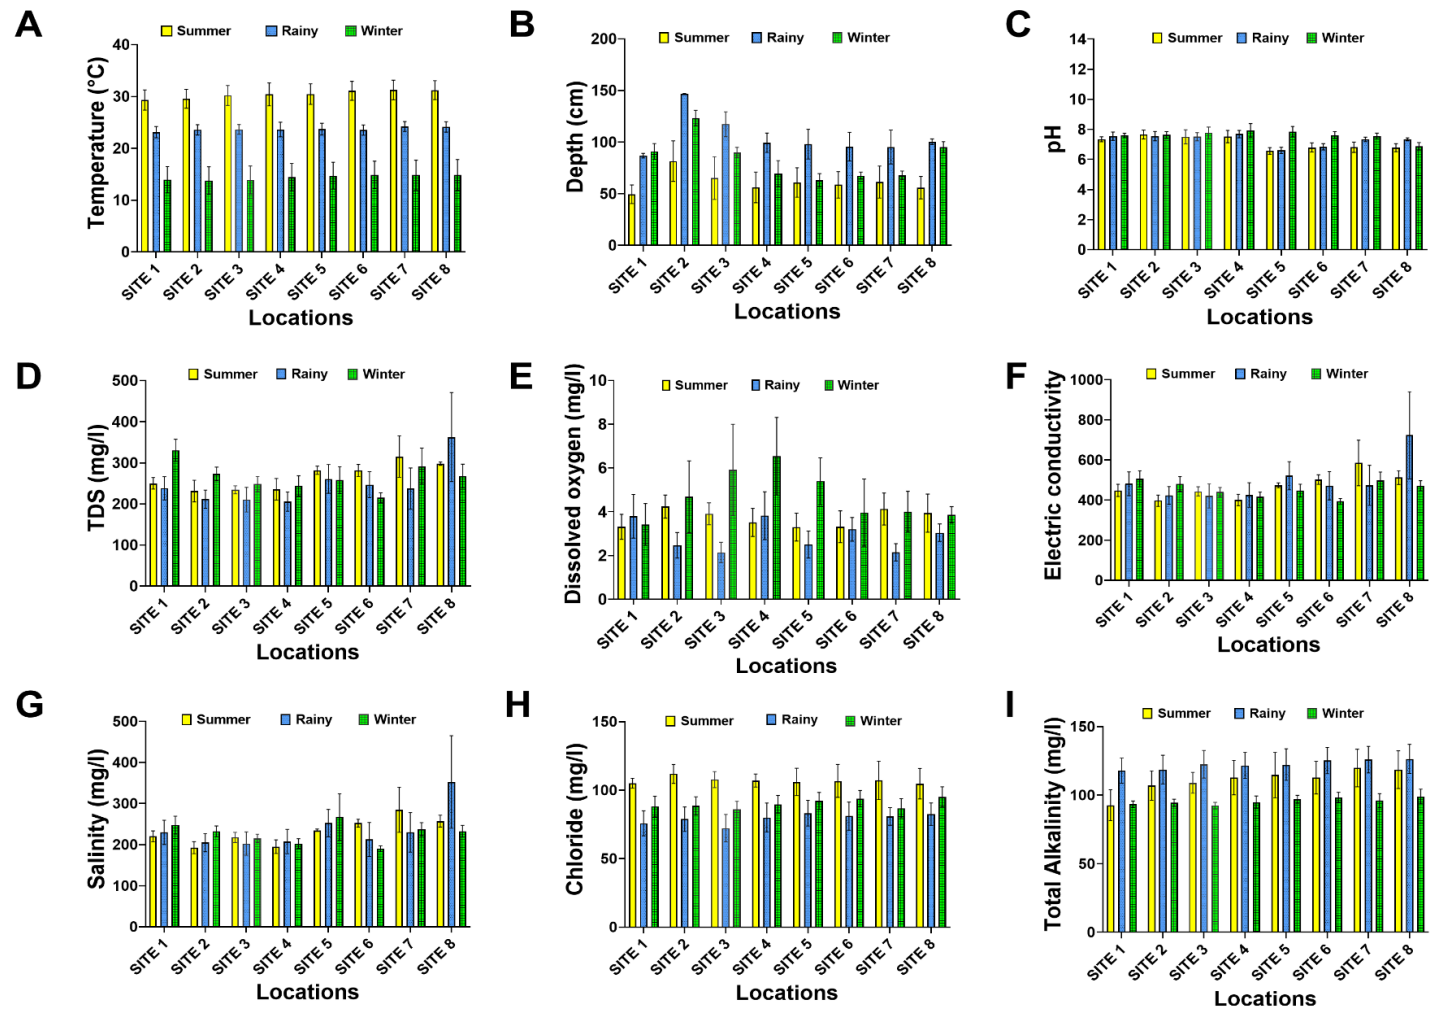 A
Summer Rainy Winter
Temperature (°C)
40
30
20
10
0
SITE 1 SITE 2 SITE 3 SITE 4 SITE 5 SITE 6 SITE 7 SITE 8
Locations
B
Summer Rainy Winter
Depth (cm)
200
150
100
50
0
SITE 1 SITE 2 SITE 3 SITE 4 SITE 5 SITE 6 SITE 7 SITE 8
Locations
C
Summer Rainy Winter
pH
14
12
10
8
6
4
2
0
SITE 1 SITE 2 SITE 3 SITE 4 SITE 5 SITE 6 SITE 7 SITE 8
Locations
D
Summer Rainy Winter
TDS (mg/l)
500
400
300
200
100
0
SITE 1 SITE 2 SITE 3 SITE 4 SITE 5 SITE 6 SITE 7 SITE 8
Locations
E
Summer Rainy Winter
Dissolved oxygen (mg/l)
10
8
6
4
2
0
SITE 1 SITE 2 SITE 3 SITE 4 SITE 5 SITE 6 SITE 7 SITE 8
Locations
F
Summer Rainy Winter
Electric conductivity
1000
800
600
400
200
0
SITE 1 SITE 2 SITE 3 SITE 4 SITE 5 SITE 6 SITE 7 SITE 8
Locations
G
Summer Rainy Winter
Salinity (mg/l)
500
400
300
200
100
0
SITE 1 SITE 2 SITE 3 SITE 4 SITE 5 SITE 6 SITE 7 SITE 8
Locations
H
Summer Rainy Winter
Chloride (mg/l)
150
100
50
0
SITE 1 SITE 2 SITE 3 SITE 4 SITE 5 SITE 6 SITE 7 SITE 8
Locations
I
Summer Rainy Winter
Total Alkalinity (mg/l)
150
100
50
0
SITE 1 SITE 2 SITE 3 SITE 4 SITE 5 SITE 6 SITE 7 SITE 8
Locations